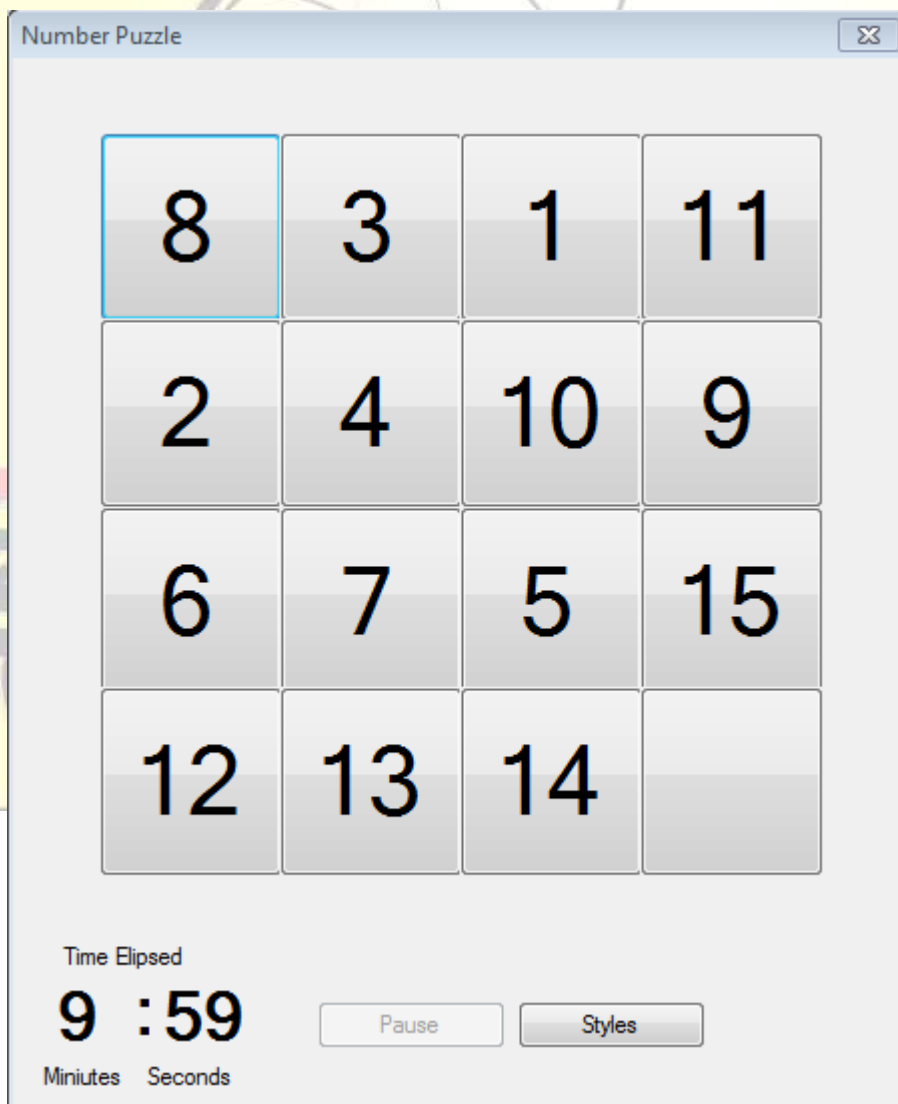 Number Puzzle
8 3 1 11
2 4 10 9
6 7 5 15
12 13 14
Time Elipsed
9 : 59
Pause Styles
Miniutes Seconds